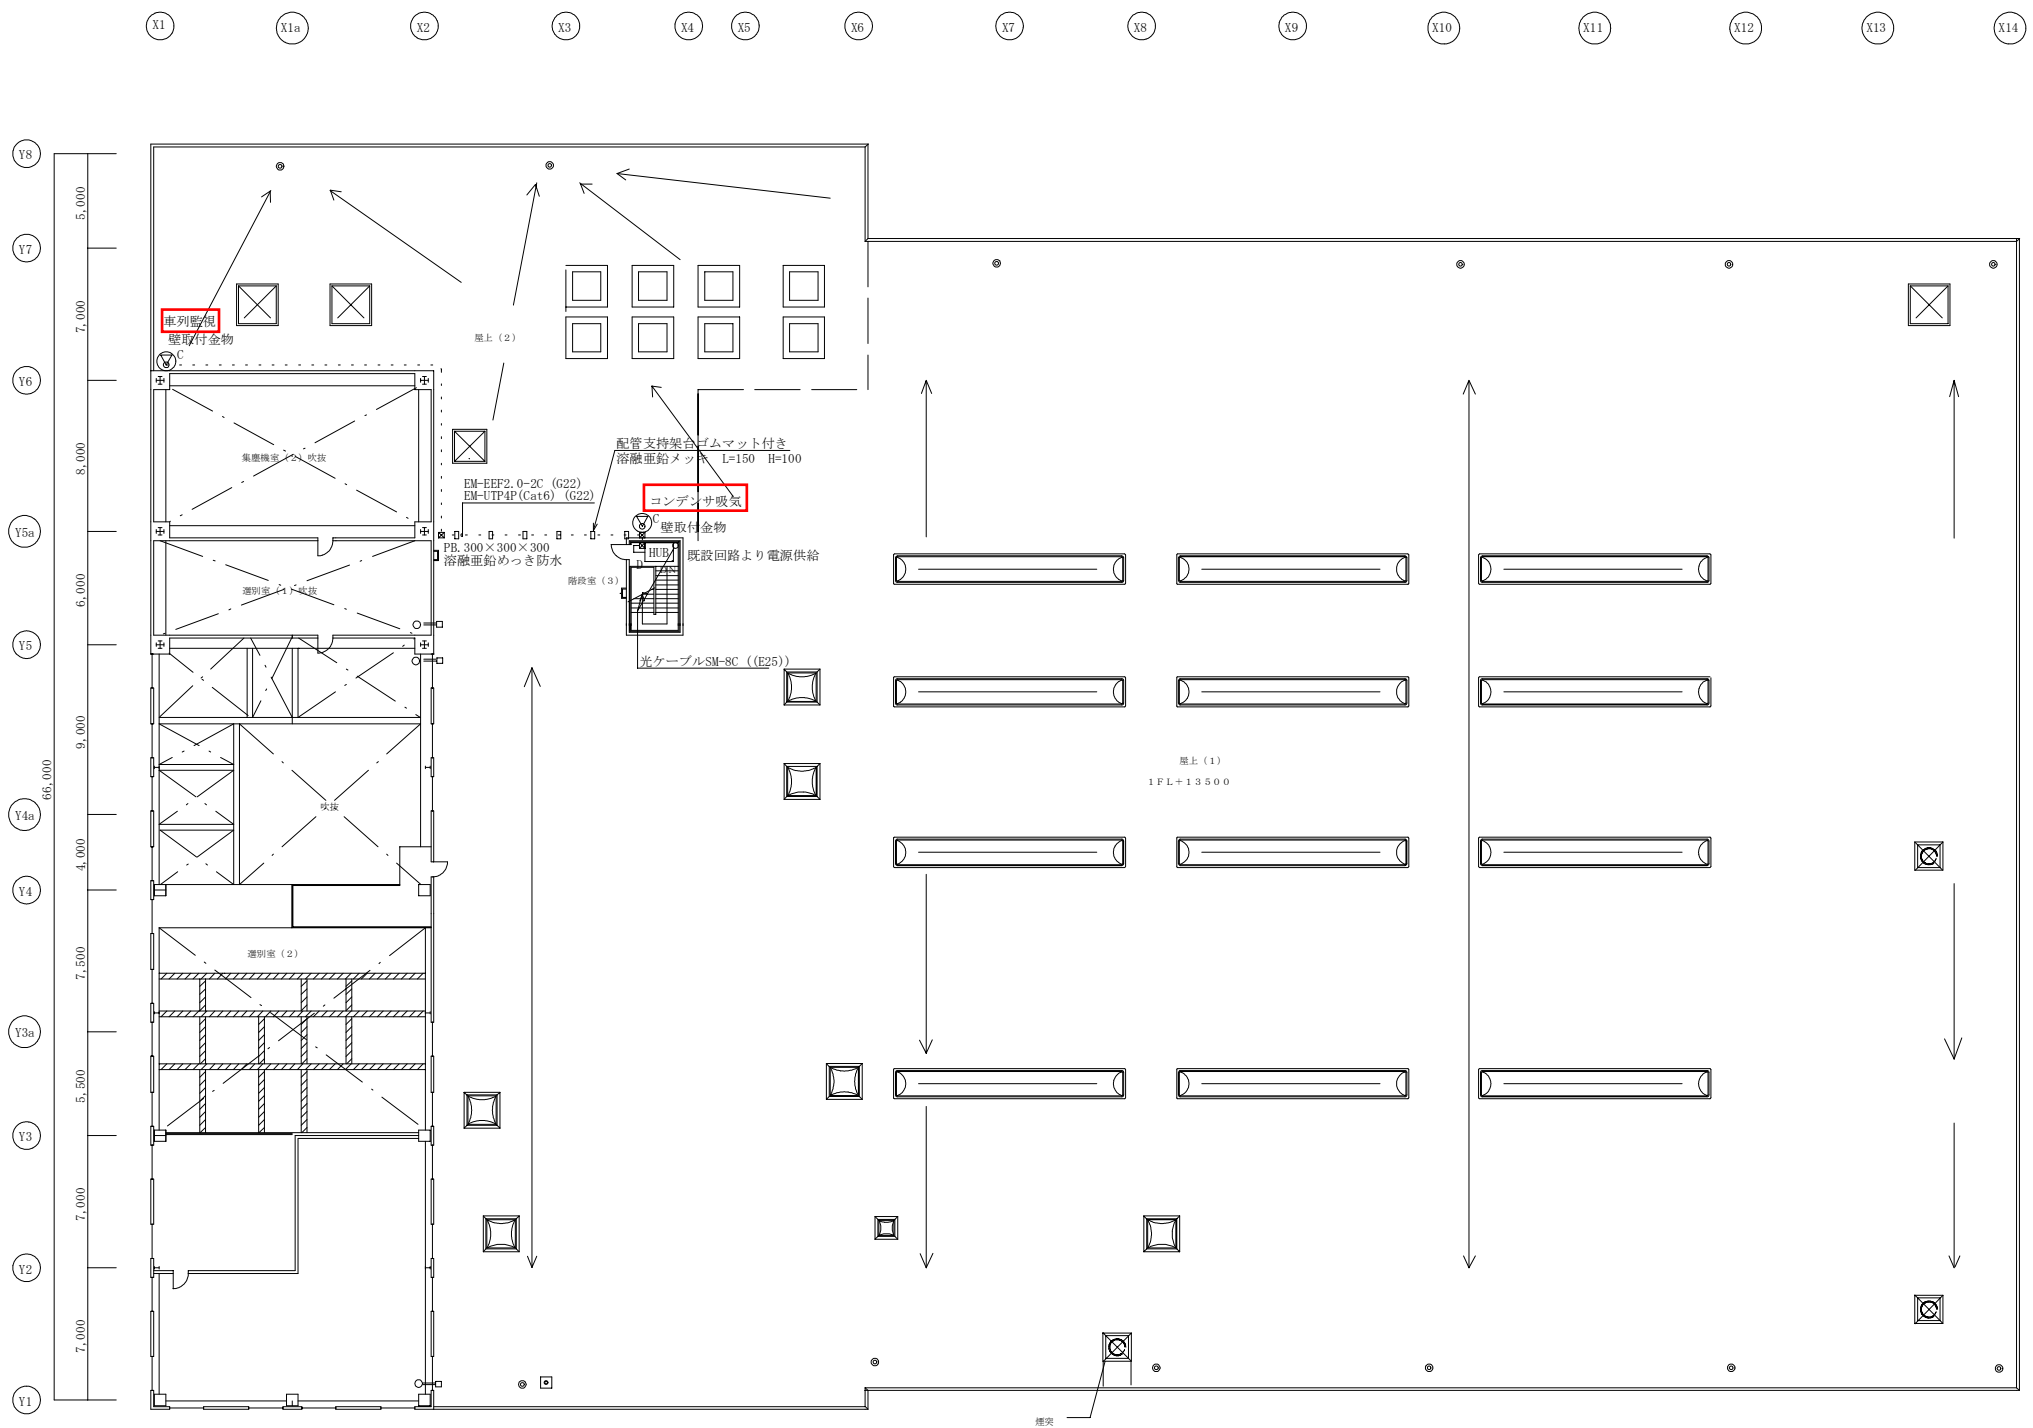 X1 X1a X2 X3 X4 X5 X6 X7 X8 X9 X10 X11 X12 X13 X14
Y8
5,000
Y7
7,000
車列監視
壁取付金物
C
屋上(2)
Y6
8,000
集塵機室(2)吹抜
配管支持架台ゴムマット付き
溶融亜鉛メッキ L=150 H=100
EM-EEF2.0-2C (G22)
EM-UTP4P(Cat6) (G22)
コンデンサ吸気
C
壁取付金物
Y5a
PB.300×300×300
溶融亜鉛めっき防水
HUB
既設回路より電源供給
D
DN
階段室(3)
6,000
選別室(1)吹抜
Y5
光ケーブルSM-8C ((E25))
9,000
66,000
屋上(1)
1FL+13500
吹抜
Y4a
4,000
Y4
7,500
選別室(2)
Y3a
5,500
Y3
7,000
Y2
7,000
Y1
煙突